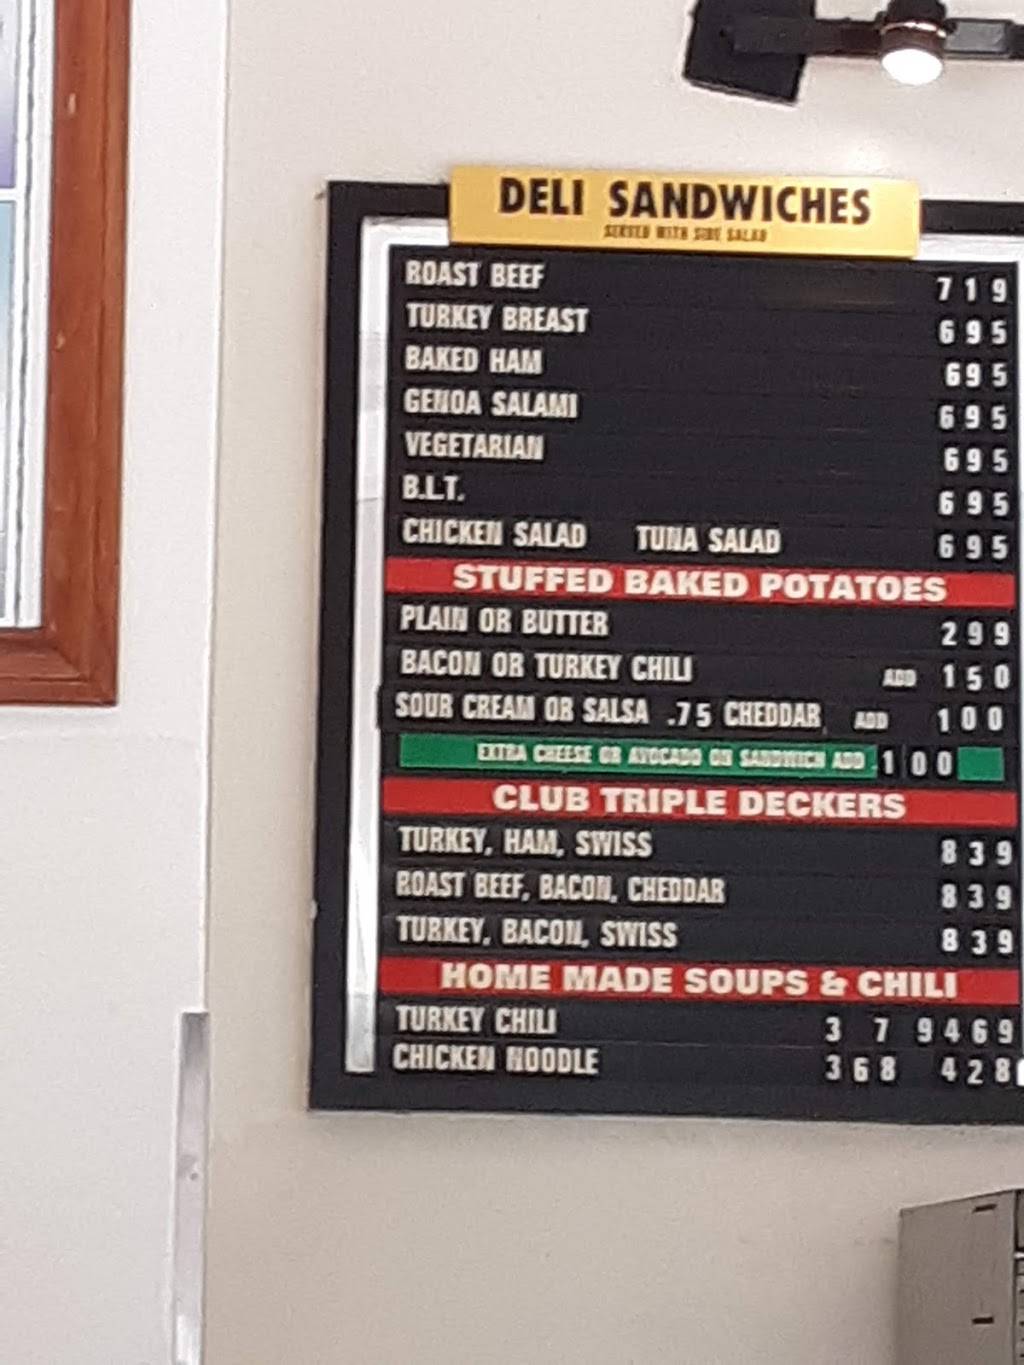 DELI SANDWICHES
SERVED WITH SIDE SALAD
ROAST BEEF 719
TURKEY BREAST 695
BAKED HAM 695
GENOA SALAMI 695
VEGETARIAN 695
B.L.T. 695
CHICKEN SALAD TUNA SALAD 695
STUFFED BAKED POTATOES
PLAIN OR BUTTER 299
BACON OR TURKEY CHILI ADD 150
SOUR CREAM OR SALSA .75 CHEDDAR ADD 100
EXTRA CHEESE OR AVOCADO ON SANDWICH ADD .100
CLUB TRIPLE DECKERS
TURKEY, HAM, SWISS 839
ROAST BEEF, BACON, CHEDDAR 839
TURKEY, BACON, SWISS 839
HOME MADE SOUPS & CHILI
TURKEY CHILI 3 79 469
CHICKEN NOODLE 368 428